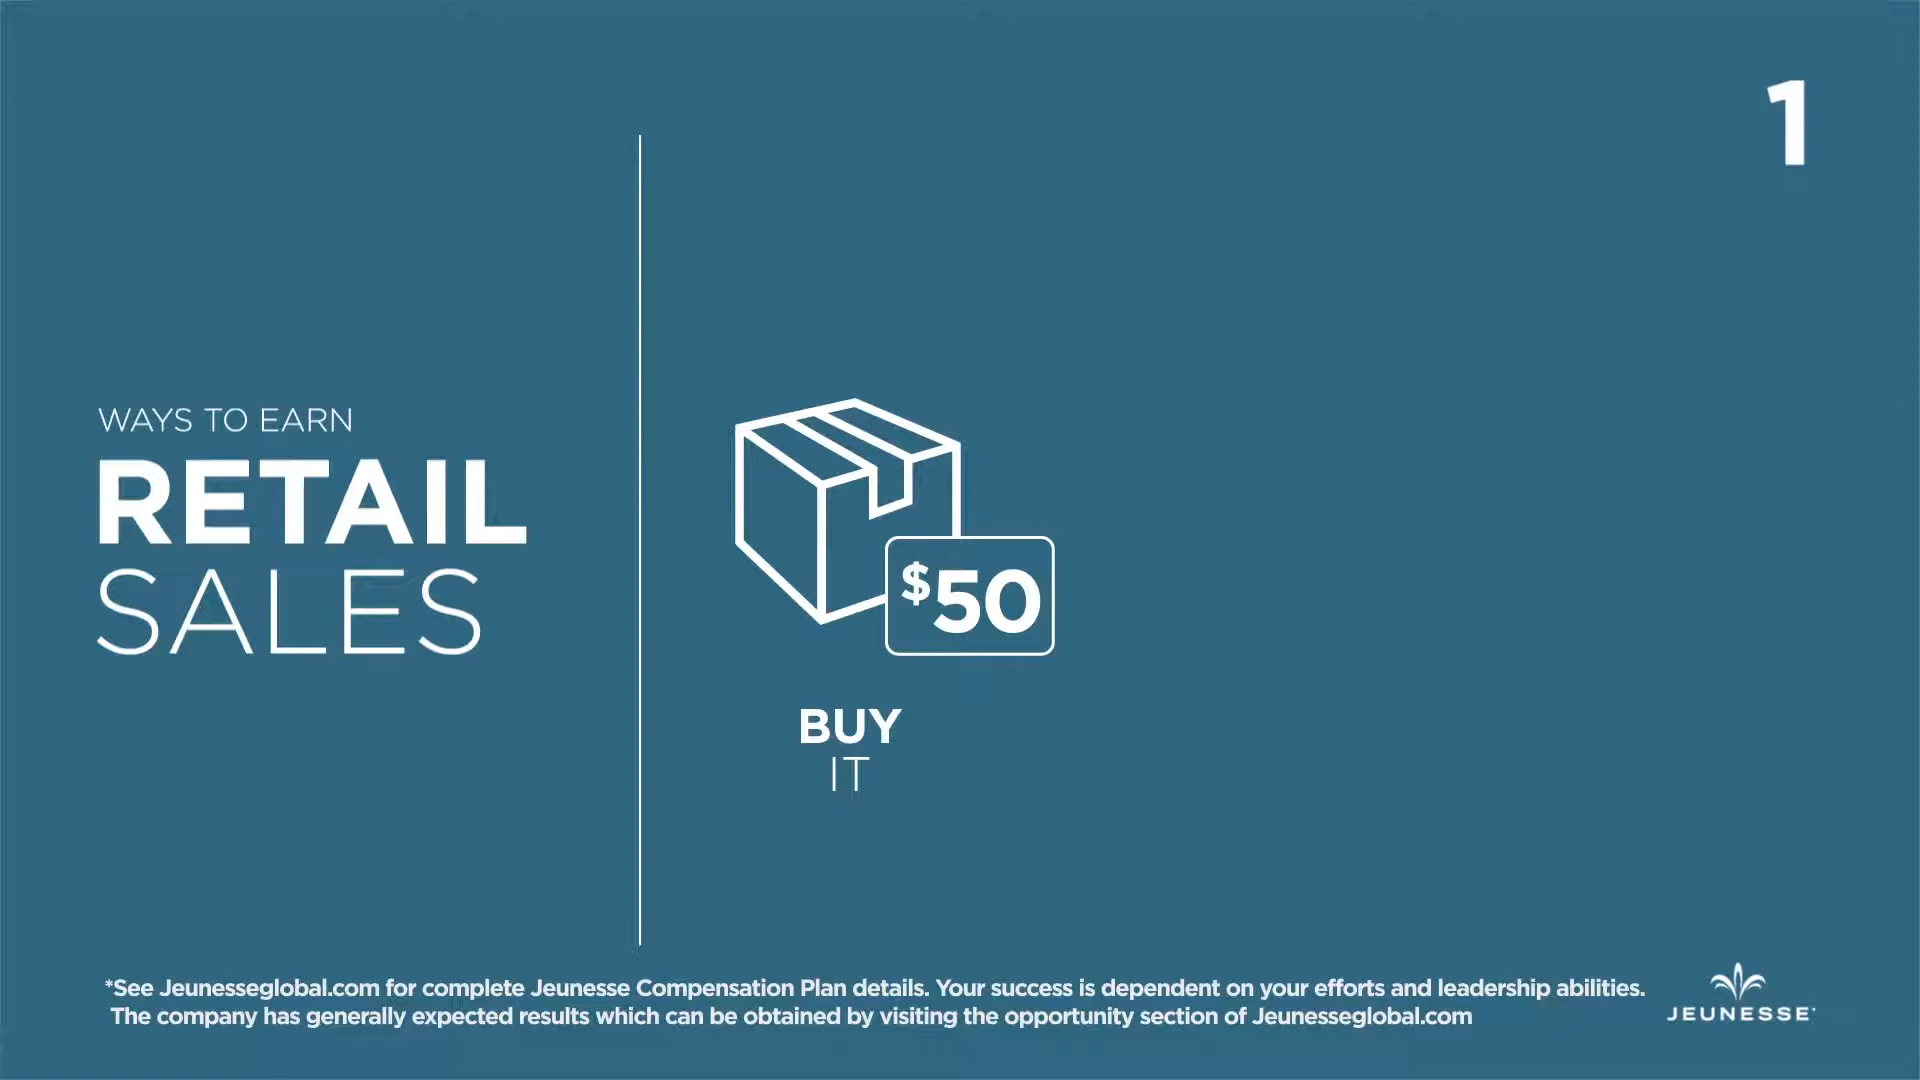 1
WAYS TO EARN
RETAIL
SALES
$50
BUY
IT
*See Jeunesseglobal.com for complete Jeunesse Compensation Plan details. Your success is dependent on your efforts and leadership abilities.
The company has generally expected results which can be obtained by visiting the opportunity section of Jeunesseglobal.com
JEUNESSE